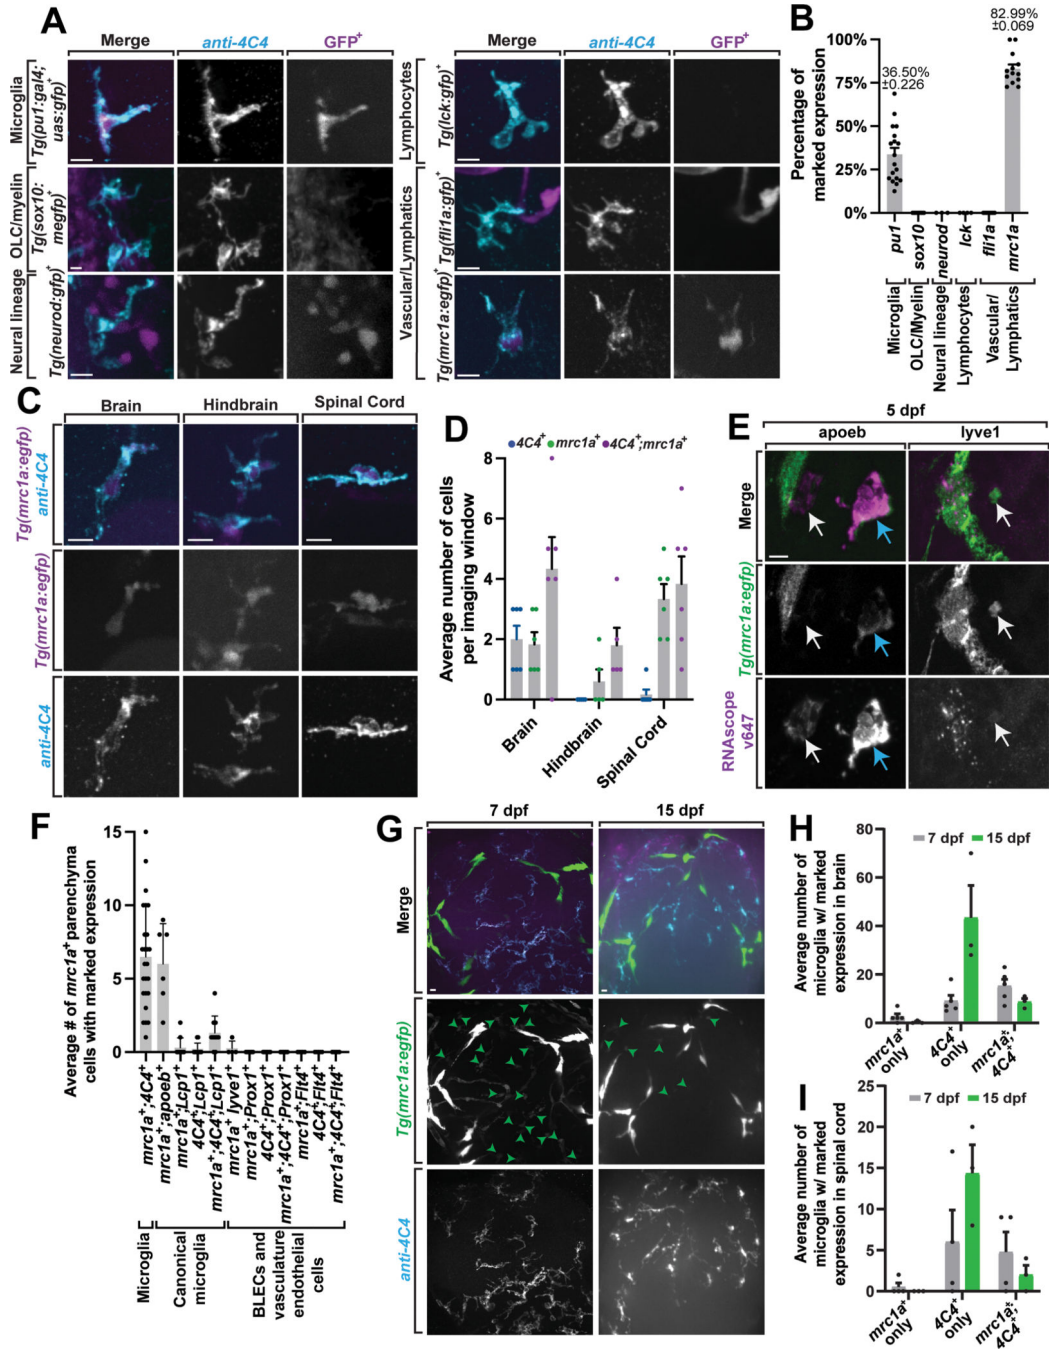 A
Merge
anti-4C4
GFP+
Microglia
Tg(pu1:gal4;
uas:gfp)+
OLC/myelin
Tg(sox10:
megfp)+
Neural lineage
Tg(neurod:gfp)+
Merge
anti-4C4
GFP+
Lymphocytes
Tg(lck:gfp)+
Vascular/Lymphatics
Tg(fli1a:gfp)+
Tg(mrc1a:egfp)+
B
Percentage of
marked expression
100%
75%
50%
25%
0%
36.50%
±0.226
82.99%
±0.069
pu1
sox10
neurod
lck
fli1a
mrc1a
Microglia
OLC/Myelin
Neural lineage
Lymphocytes
Vascular/
Lymphatics
C
Brain
Hindbrain
Spinal Cord
Tg(mrc1a:egfp)
anti-4C4
Tg(mrc1a:egfp)
anti-4C4
D
4C4+ mrc1a+ 4C4+;mrc1a+
Average number of cells
per imaging window
8
6
4
2
0
Brain
Hindbrain
Spinal Cord
E
5 dpf
apoeb
lyve1
Merge
Tg(mrc1a:egfp)
RNAscope
v647
F
Average # of mrc1a+ parenchyma
cells with marked expression
15
10
5
0
mrc1a+;4C4+
mrc1a+;apoeb+
mrc1a+;Lcp1+
4C4+;Lcp1+
mrc1a+;4C4+;Lcp1+
mrc1a+ lyve1+
mrc1a+;Prox1+
4C4+;Prox1+
mrc1a+;4C4+;Prox1+
mrc1a+;Flt4+
4C4+;Flt4+
mrc1a+;4C4+;Flt4+
Microglia
Canonical
microglia
BLECs and
vasculature
endothelial
cells
G
7 dpf
15 dpf
Merge
Tg(mrc1a:egfp)
anti-4C4
H
Average number of
microglia w/ marked
expression in brain
7 dpf 15 dpf
80
60
40
20
0
mrc1a+
only
4C4+
only
mrc1a+;
4C4+
I
Average number of
microglia w/ marked
expression in spinal cord
7 dpf 15 dpf
25
20
15
10
5
0
mrc1a+
only
4C4+
only
mrc1a+;
4C4+